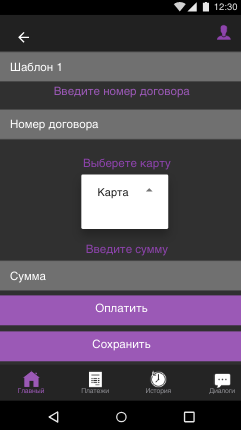 12:30
Шаблон 1
Введите номер договора
Номер договора
Выберете карту
Карта
Введите сумму
Сумма
Оплатить
Сохранить
Главный Платежи История Диалоги